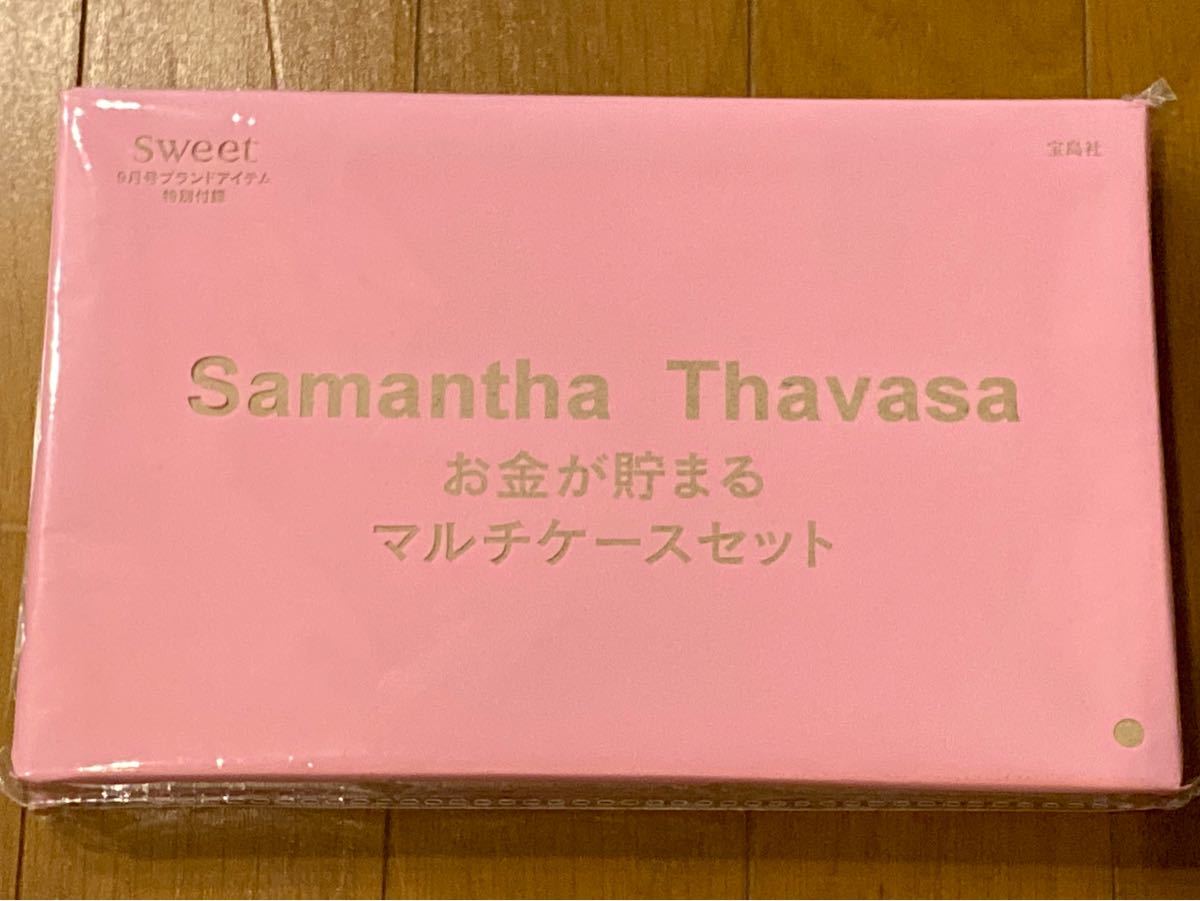 sweet
9月号ブランドアイテム
特別付録
宝島社
Samantha Thavasa
お金が貯まる
マルチケースセット